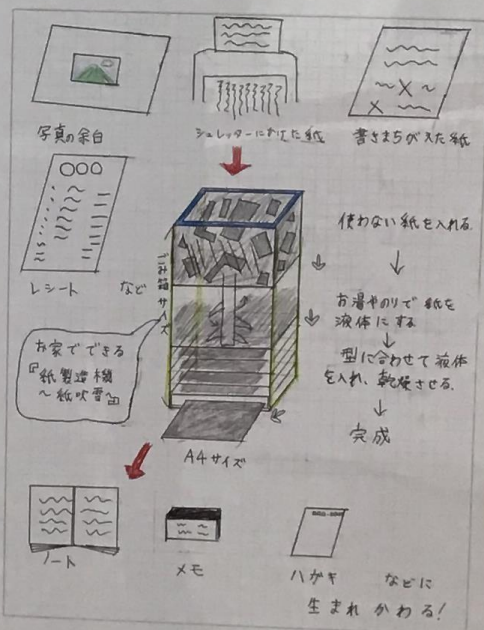 写真の余白
シュレッダーにかけた紙
書きまちがえた紙
レシート
など
ごみ箱サイズ
使わない紙を入れる
お湯やのりで紙を
液体にする
型に合わせて液体
を入れ、乾燥させる
完成
お家でできる
『紙製造機
～紙吹雪～』
A4サイズ
ノート
メモ
ハガキ
などに
生まれかわる!